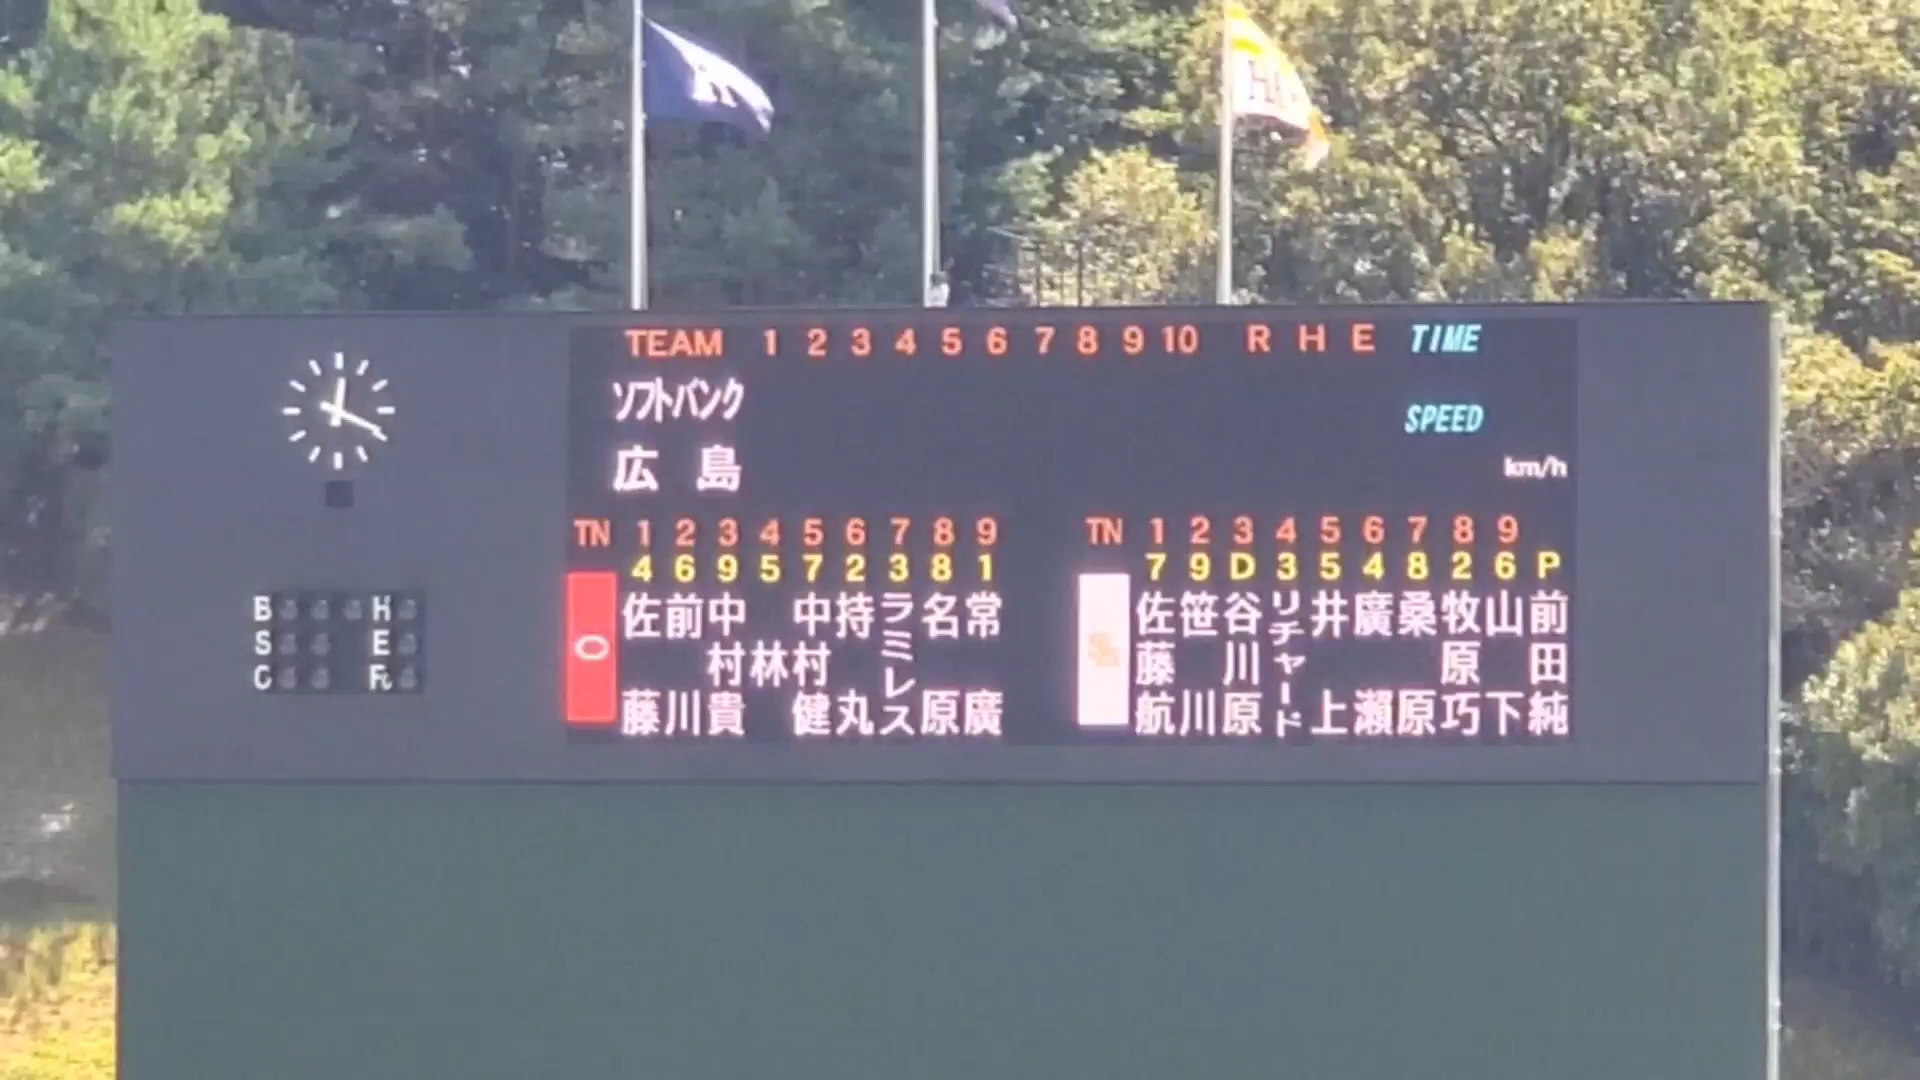 TEAM 1 2 3 4 5 6 7 8 9 10 R H E TIME
ソフトバンク
SPEED
広島
km/h
TN 1 2 3 4 5 6 7 8 9
4 6 9 5 7 2 3 8 1
佐藤 前川 中村貴 林 中村健 持丸 ラミレス 名原 常廣
TN 1 2 3 4 5 6 7 8 9
7 9 D 3 5 4 8 2 6 P
佐藤航 笹川 谷川原 リチャード 井上 廣瀬 桑原 牧原巧 山下 前田純
B H
S E